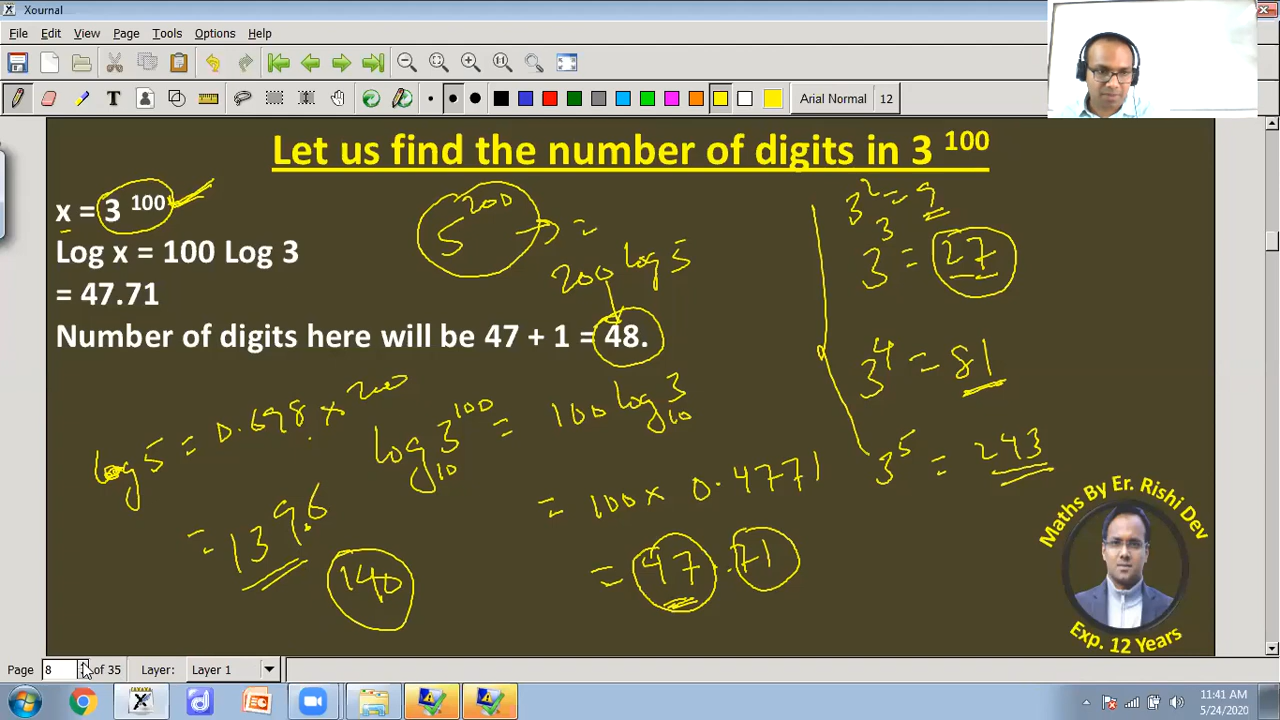 Xournal
File Edit View Page Tools Options Help
Arial Normal 12
Let us find the number of digits in 3 100
x = 3 100
Log x = 100 Log 3
= 47.71
Number of digits here will be 47 + 1 = 48.
5^200 =
200 log 5
3^2 = 9
3^3 = 27
3^4 = 81
3^5 = 243
log 5 = 0.698 x 200
= 139.6
140
log10 3^100 = 100 log10 3
= 100 x 0.4771
= 47.71
Maths By Er. Rishi Dev
Exp. 12 Years
Page 8 of 35 Layer: Layer 1
11:41 AM
5/24/2020